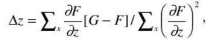 Δz = ∑ₓ ∂F/∂z [G − F] / ∑ₓ (∂F/∂z)² ,